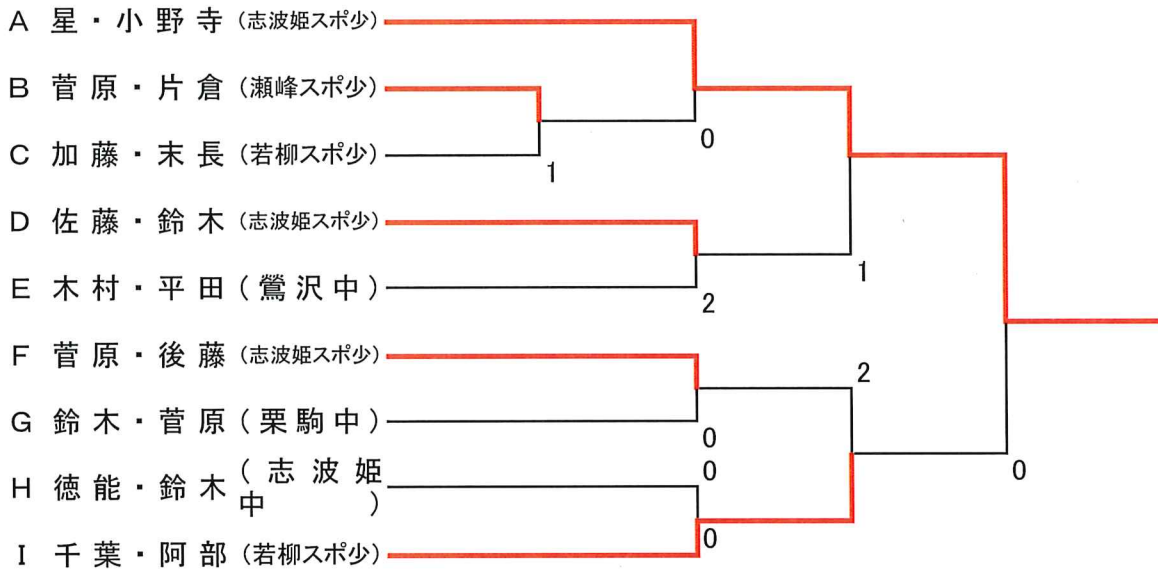 A 星・小野寺 (志波姫スポ少)
B 菅原・片倉 (瀬峰スポ少)
0
C 加藤・末長 (若柳スポ少)
1
D 佐藤・鈴木 (志波姫スポ少)
1
E 木村・平田 (鶯沢中)
2
F 菅原・後藤 (志波姫スポ少)
2
G 鈴木・菅原 (栗駒中)
0
0
0
H 徳能・鈴木 (志波姫中)
0
I 千葉・阿部 (若柳スポ少)